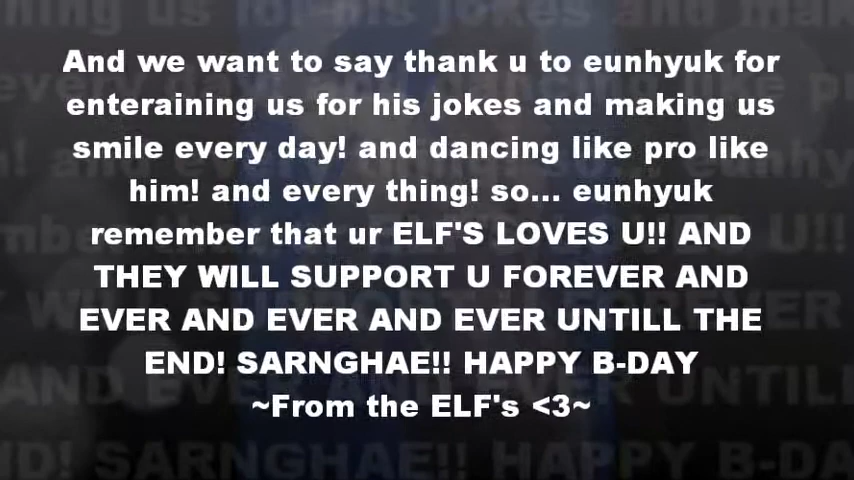 And we want to say thank u to eunhyuk for
enteraining us for his jokes and making us
smile every day! and dancing like pro like
him! and every thing! so... eunhyuk
remember that ur ELF'S LOVES U!! AND
THEY WILL SUPPORT U FOREVER AND
EVER AND EVER AND EVER UNTILL THE
END! SARNGHAE!! HAPPY B-DAY
~From the ELF's <3~